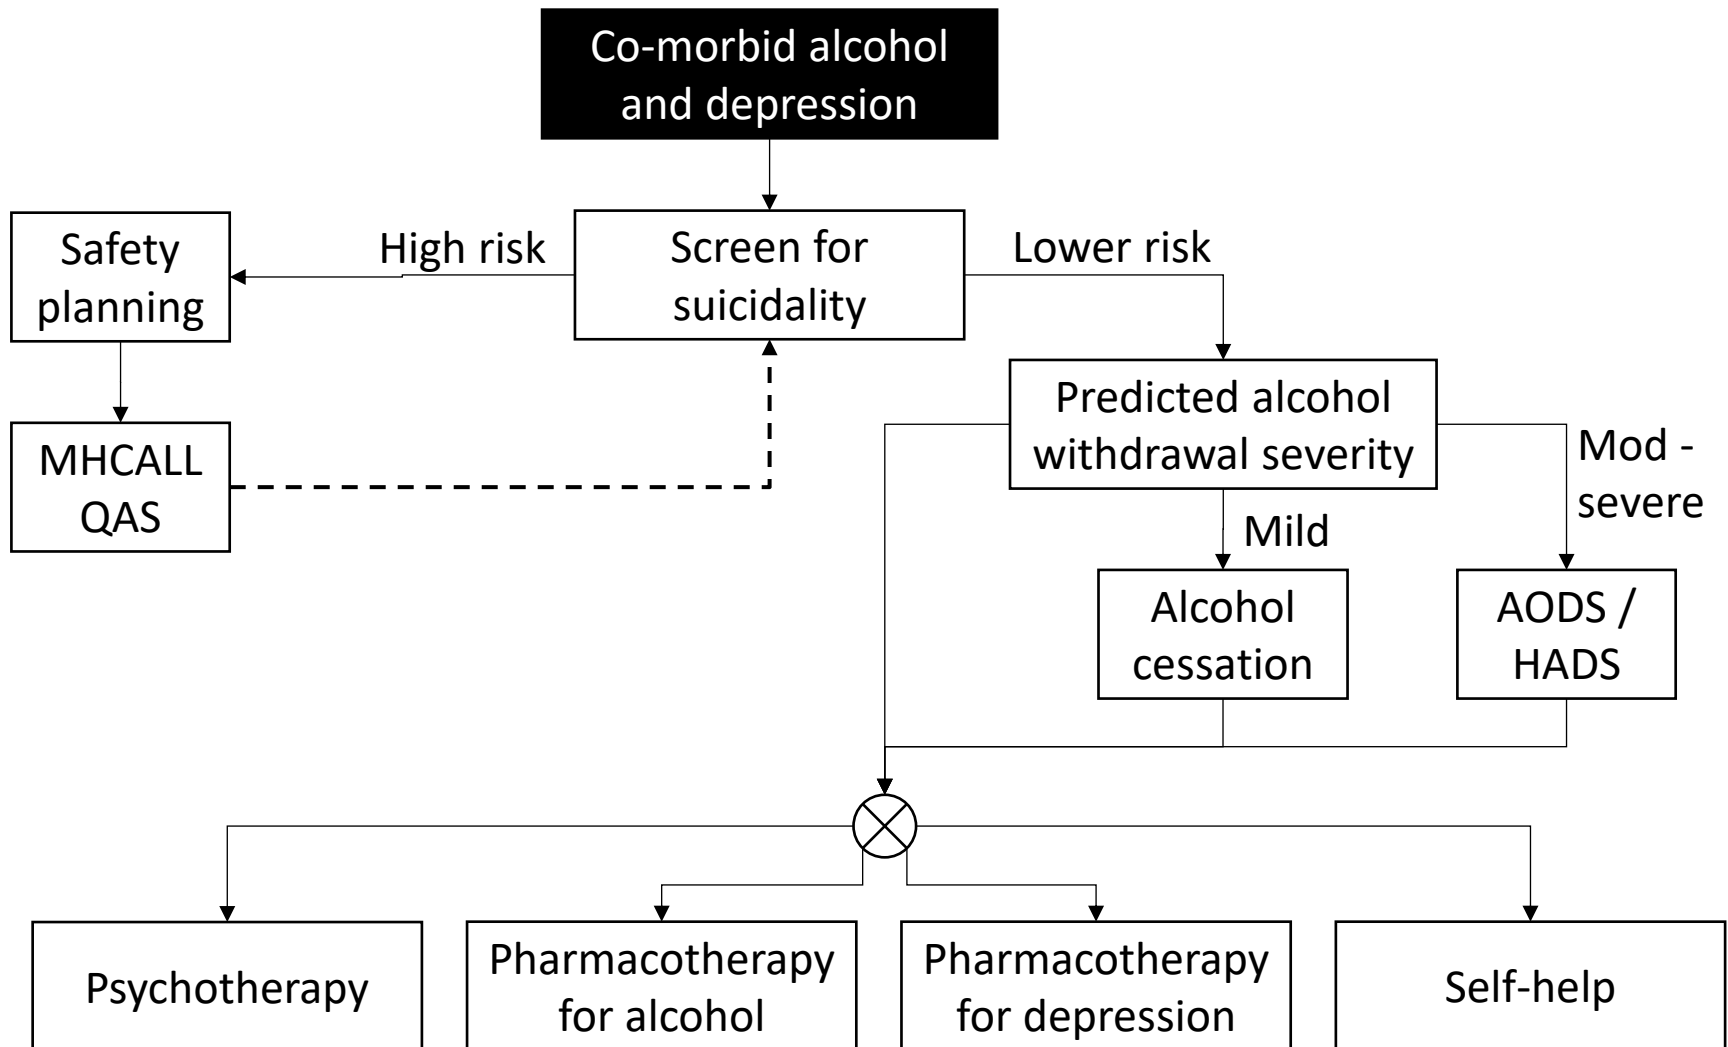 Co-morbid alcohol
and depression
Safety
planning
High risk
Screen for
suicidality
Lower risk
MHCALL
QAS
Predicted alcohol
withdrawal severity
Mod -
severe
Mild
Alcohol
cessation
AODS /
HADS
Psychotherapy
Pharmacotherapy
for alcohol
Pharmacotherapy
for depression
Self-help